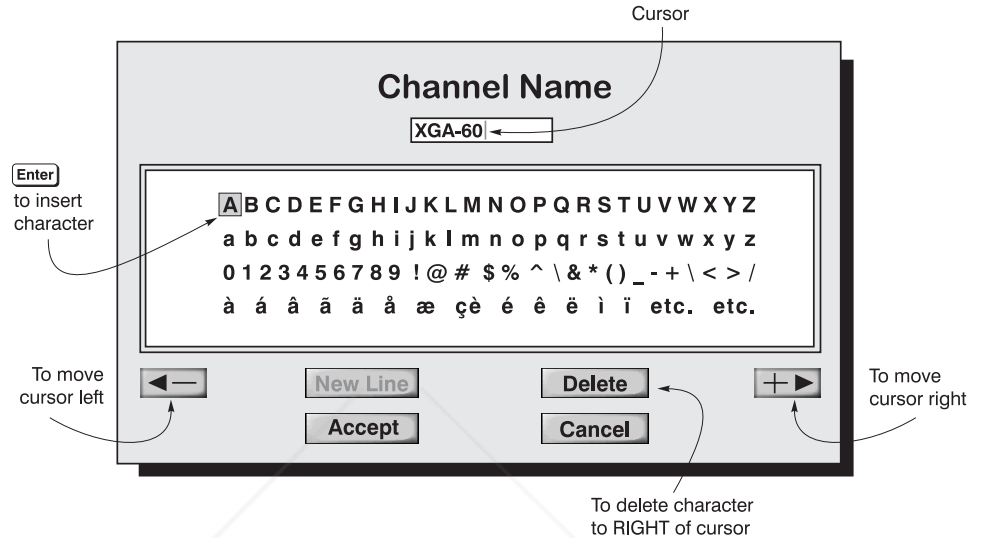 Cursor
Channel Name
XGA-60
Enter
to insert
character
A B C D E F G H I J K L M N O P Q R S T U V W X Y Z
a b c d e f g h i j k l m n o p q r s t u v w x y z
0 1 2 3 4 5 6 7 8 9 ! @ # $ % ^ \ & * ( ) _ - + \ < > /
à á â ã ä å æ çè é ê ë ì ï etc. etc.
To move
cursor left
New Line
Delete
To move
cursor right
Accept
Cancel
To delete character
to RIGHT of cursor